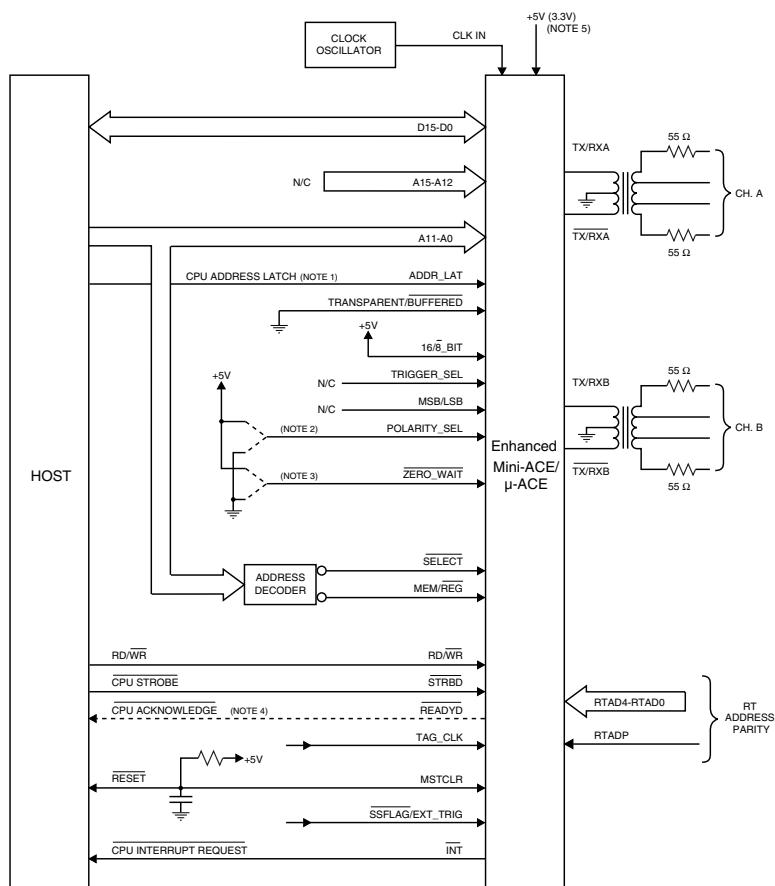 +5V (3.3V)
(NOTE 5)
CLOCK
OSCILLATOR
CLK IN
HOST
Enhanced
Mini-ACE/
µ-ACE
D15-D0
N/C
A15-A12
A11-A0
CPU ADDRESS LATCH (NOTE 1)
ADDR_LAT
TRANSPARENT/BUFFERED
+5V
16/8_BIT
+5V
N/C
TRIGGER_SEL
N/C
MSB/LSB
(NOTE 2)
POLARITY_SEL
(NOTE 3)
ZERO_WAIT
ADDRESS
DECODER
SELECT
MEM/REG
RD/WR
RD/WR
CPU STROBE
STRBD
CPU ACKNOWLEDGE (NOTE 4)
READYD
TAG_CLK
+5V
RESET
MSTCLR
SSFLAG/EXT_TRIG
CPU INTERRUPT REQUEST
INT
TX/RXA
55 Ω
CH. A
TX/RXA
55 Ω
TX/RXB
55 Ω
CH. B
TX/RXB
55 Ω
RTAD4-RTAD0
RTADP
RT
ADDRESS
PARITY